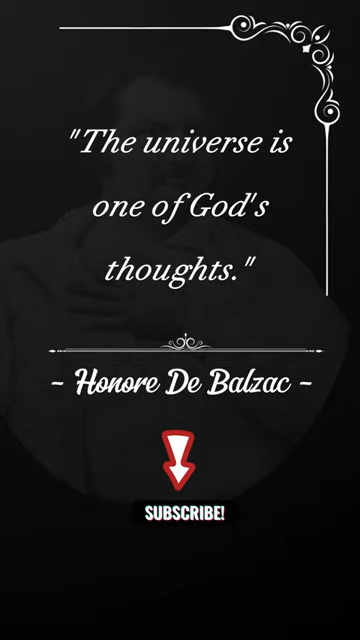 "The universe is
one of God's
thoughts."
~ Honore De Balzac ~
SUBSCRIBE!